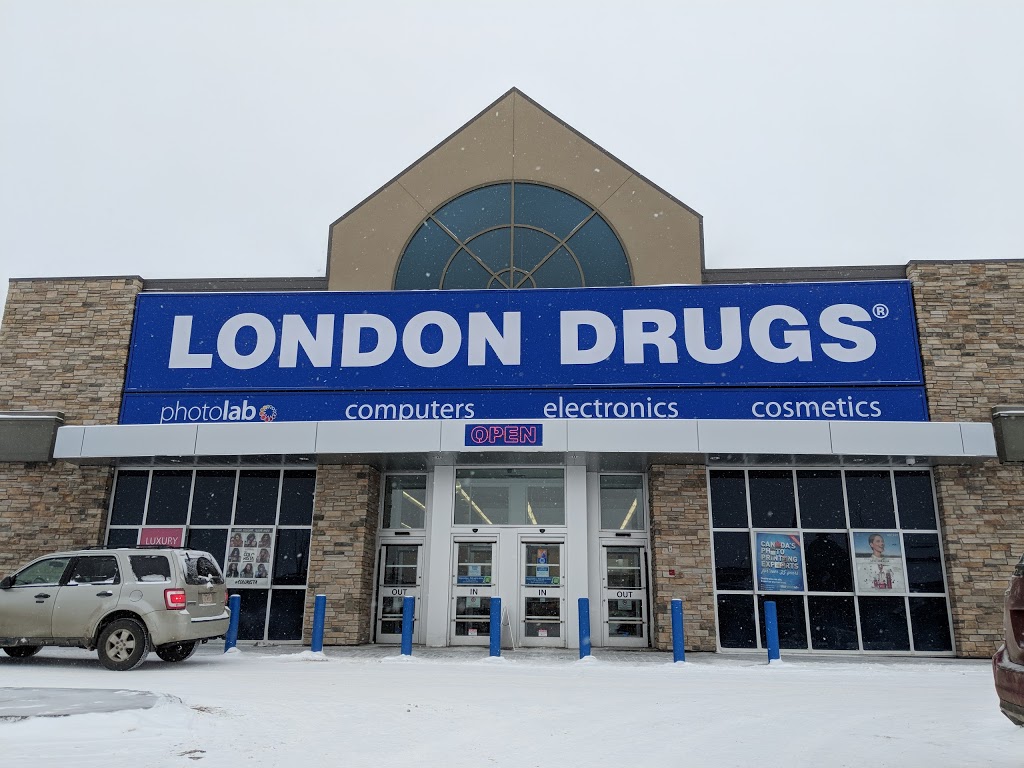 LONDON DRUGS®
photolab computers electronics cosmetics
OPEN
LUXURY
CANADA'S
PHOTO
PRINTING
EXPERTS
OUT IN IN OUT